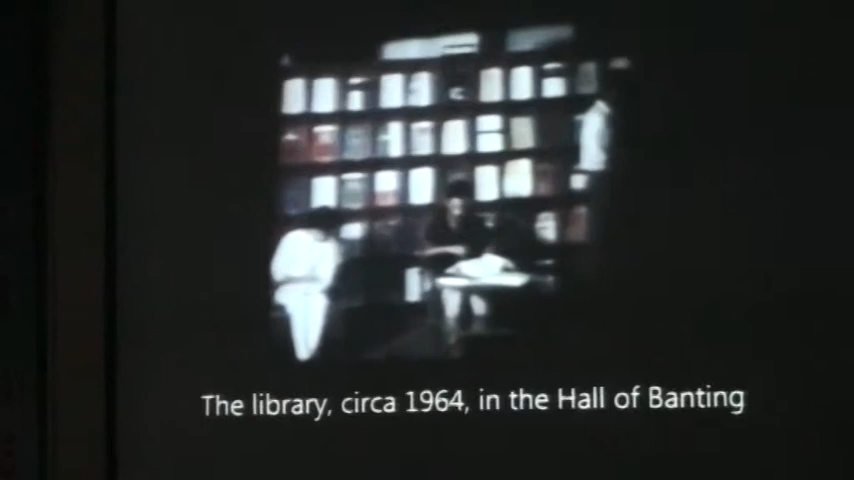 The library, circa 1964, in the Hall of Banting